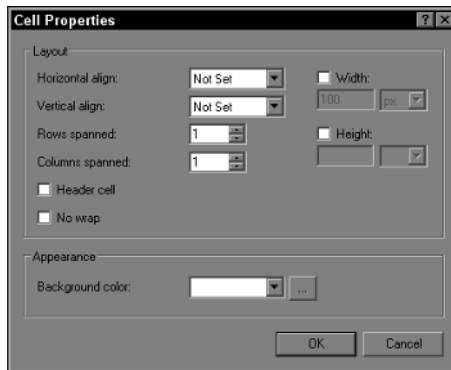 Cell Properties ? X
Layout
Horizontal align: Not Set Width:
100 px
Vertical align: Not Set
Rows spanned: 1 Height:
Columns spanned: 1
Header cell
No wrap
Appearance
Background color: ...
OK Cancel